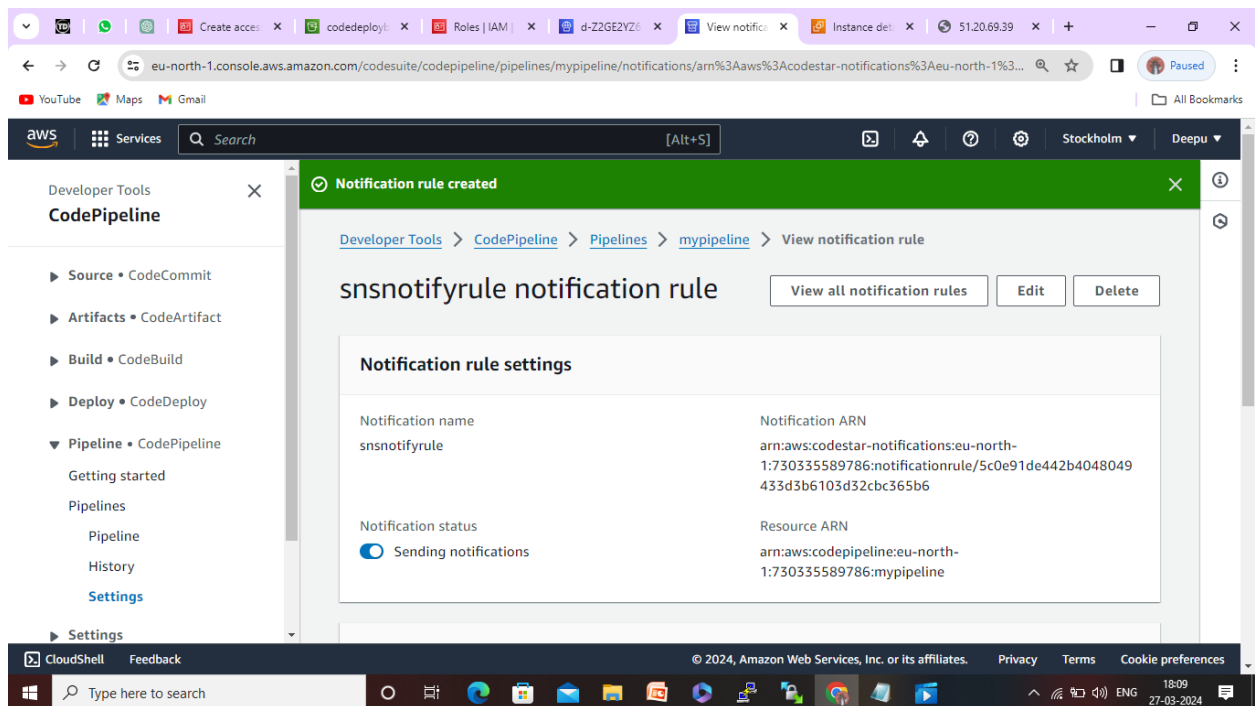 Create acces
codedeployb
Roles | IAM |
d-Z2GE2YZ6
View notifica
Instance deta
51.20.69.39
eu-north-1.console.aws.amazon.com/codesuite/codepipeline/pipelines/mypipeline/notifications/arn%3Aaws%3Acodestar-notifications%3Aeu-north-1%3...
Paused
YouTube
Maps
Gmail
All Bookmarks
aws
Services
Search
[Alt+S]
Stockholm
Deepu
Developer Tools
CodePipeline
Source • CodeCommit
Artifacts • CodeArtifact
Build • CodeBuild
Deploy • CodeDeploy
Pipeline • CodePipeline
Getting started
Pipelines
Pipeline
History
Settings
Settings
Notification rule created
Developer Tools > CodePipeline > Pipelines > mypipeline > View notification rule
snsnotifyrule notification rule
View all notification rules
Edit
Delete
Notification rule settings
Notification name
snsnotifyrule
Notification ARN
arn:aws:codestar-notifications:eu-north-
1:730335589786:notificationrule/5c0e91de442b4048049
433d3b6103d32cbc365b6
Notification status
Sending notifications
Resource ARN
arn:aws:codepipeline:eu-north-
1:730335589786:mypipeline
CloudShell
Feedback
© 2024, Amazon Web Services, Inc. or its affiliates.
Privacy
Terms
Cookie preferences
Type here to search
ENG
18:09
27-03-2024